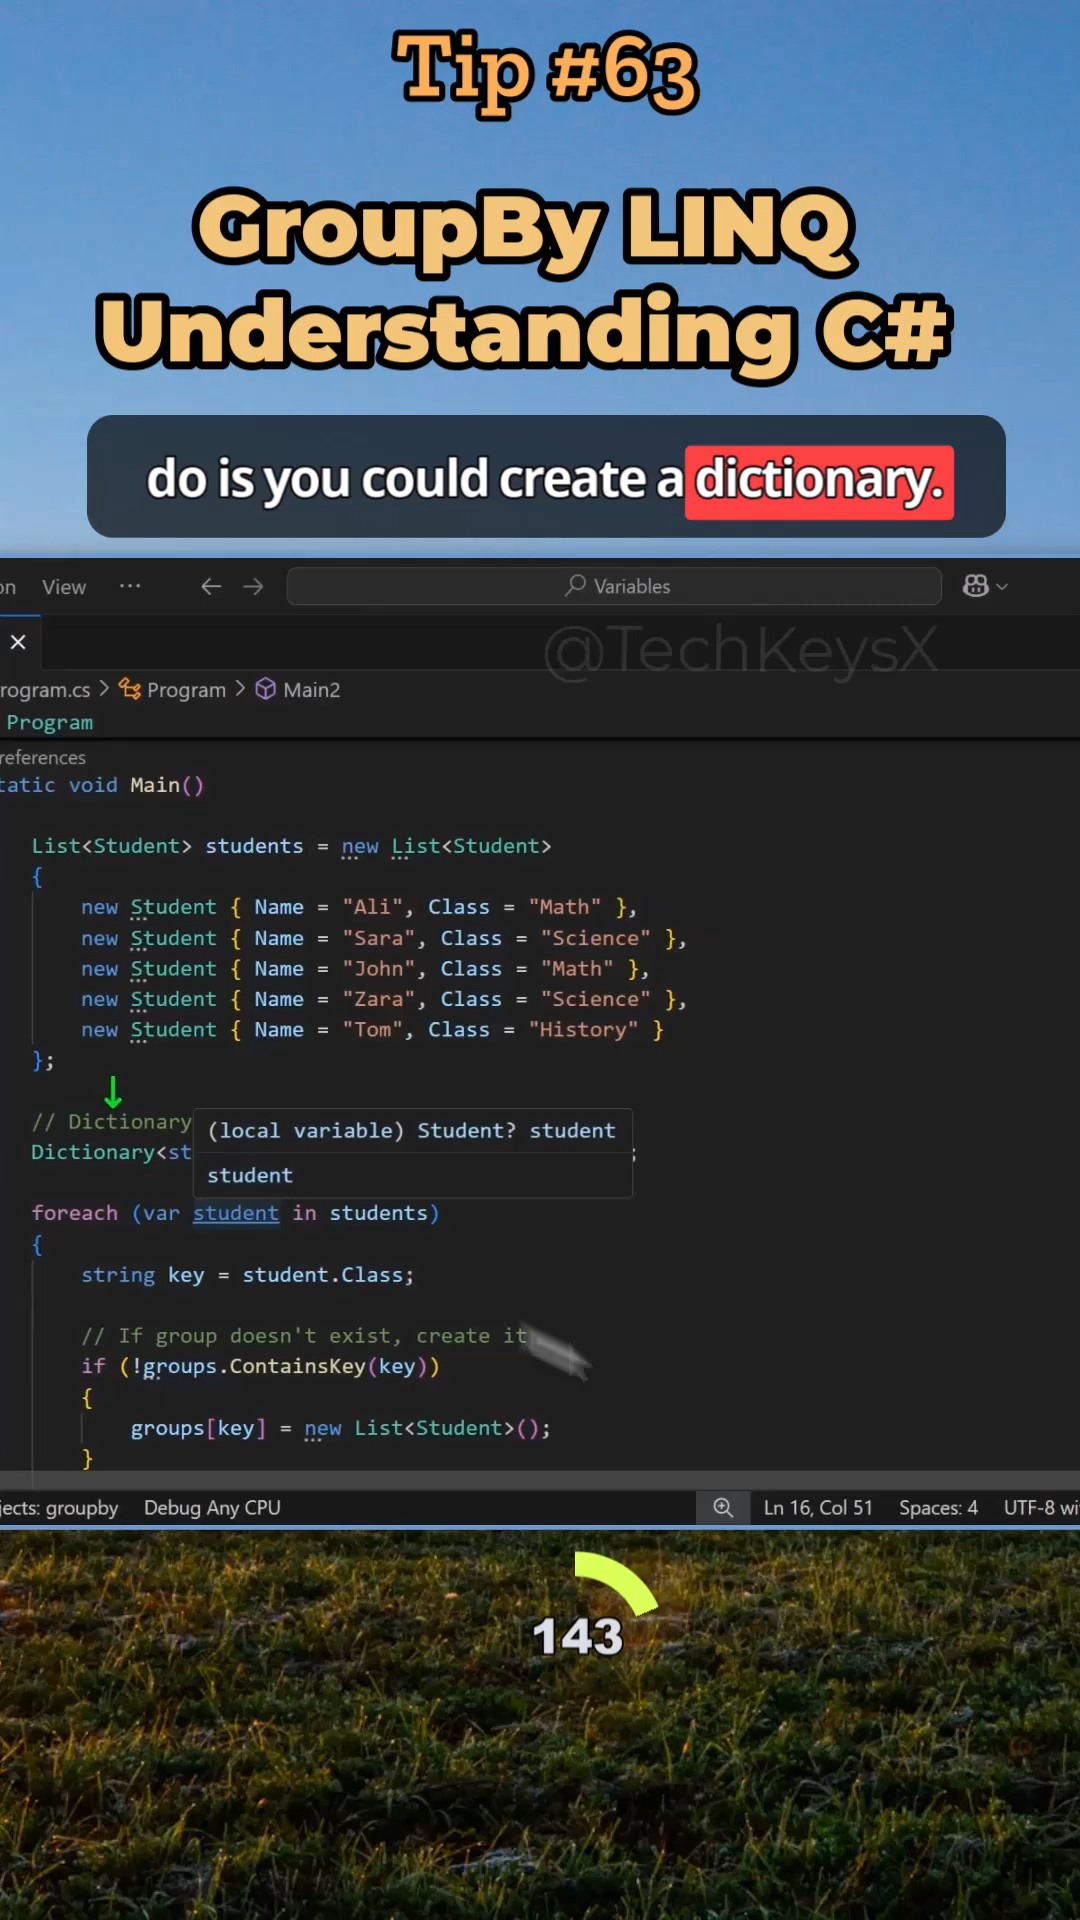 Tip #63
GroupBy LINQ
Understanding C#
do is you could create a dictionary.
on View ··· ← → Variables
@TechKeysX
rogram.cs > Program > Main2
Program
references
tatic void Main()
List<Student> students = new List<Student>
{
new Student { Name = "Ali", Class = "Math" },
new Student { Name = "Sara", Class = "Science" },
new Student { Name = "John", Class = "Math" },
new Student { Name = "Zara", Class = "Science" },
new Student { Name = "Tom", Class = "History" }
};
// Dictionary
(local variable) Student? student
Dictionary<st ;
student
foreach (var student in students)
{
string key = student.Class;
// If group doesn't exist, create it
if (!groups.ContainsKey(key))
{
groups[key] = new List<Student>();
}
jects: groupby Debug Any CPU Ln 16, Col 51 Spaces: 4 UTF-8 wi
143